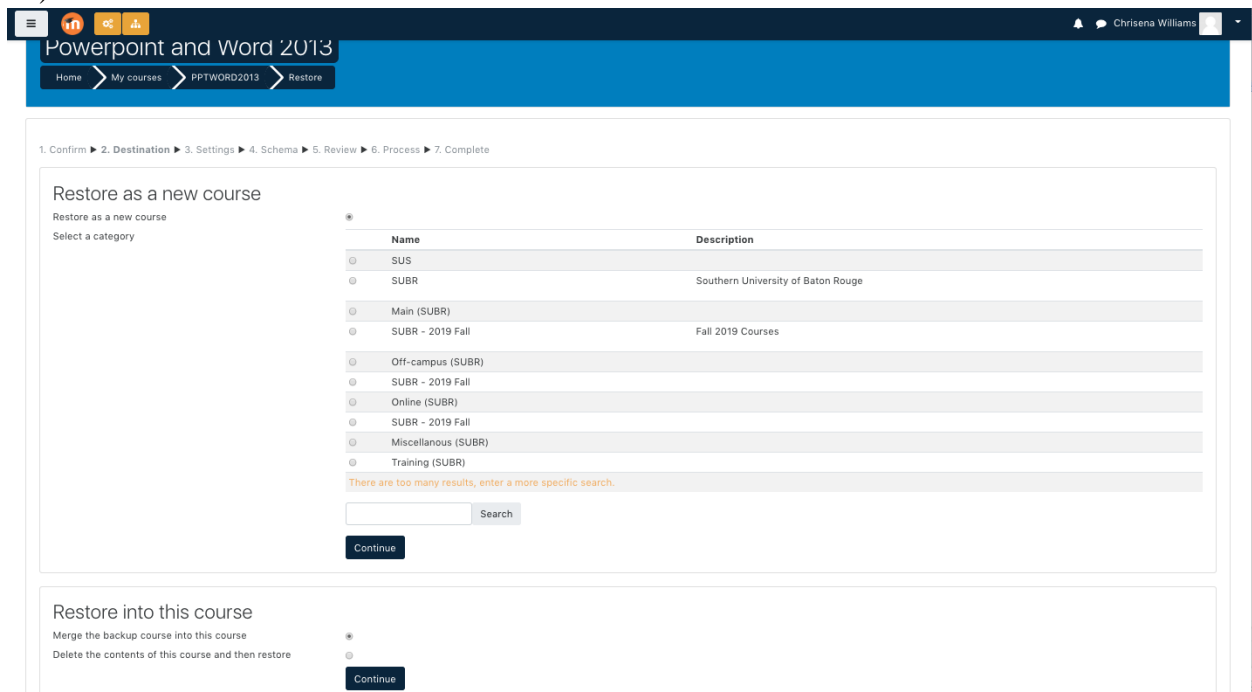 Chrisena Williams
Powerpoint and Word 2013
Home My courses PPTWORD2013 Restore
1. Confirm ▶ 2. Destination ▶ 3. Settings ▶ 4. Schema ▶ 5. Review ▶ 6. Process ▶ 7. Complete
Restore as a new course
Restore as a new course
Select a category
Name Description
SUS
SUBR Southern University of Baton Rouge
Main (SUBR)
SUBR - 2019 Fall Fall 2019 Courses
Off-campus (SUBR)
SUBR - 2019 Fall
Online (SUBR)
SUBR - 2019 Fall
Miscellanous (SUBR)
Training (SUBR)
There are too many results, enter a more specific search.
Search
Continue
Restore into this course
Merge the backup course into this course
Delete the contents of this course and then restore
Continue